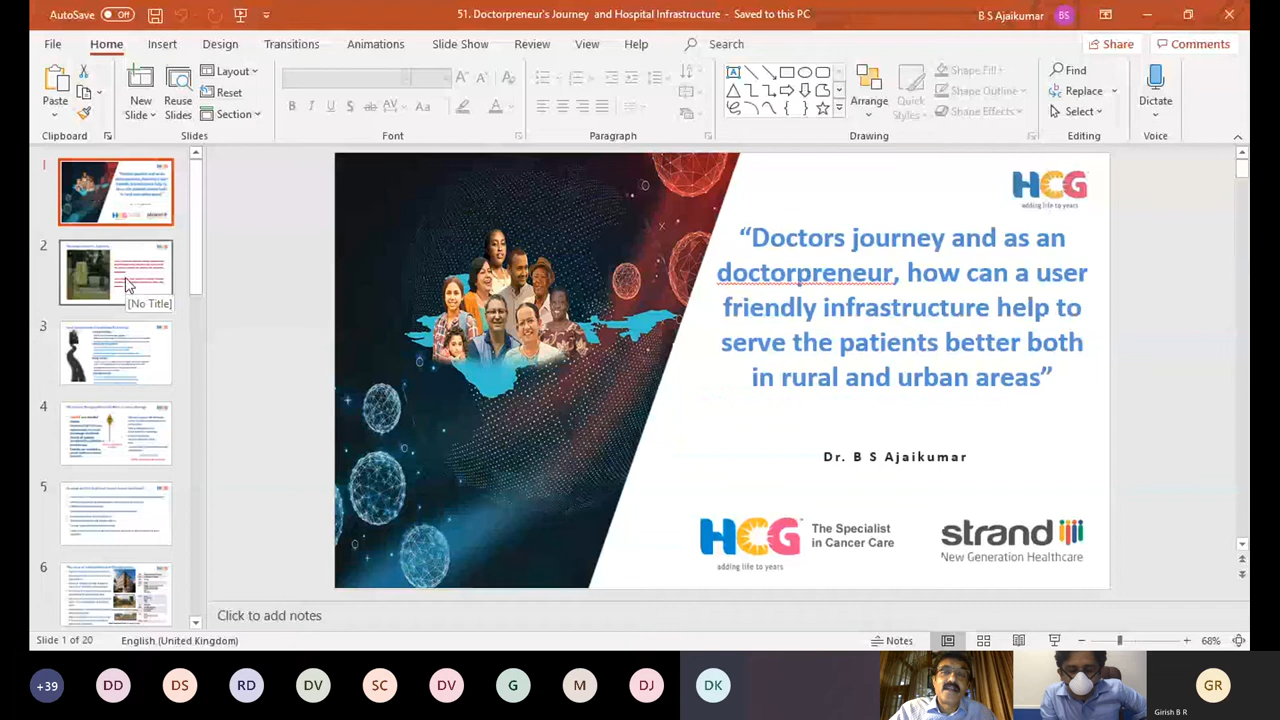 AutoSave Off
51. Doctorpreneur's Journey and Hospital Infrastructure - Saved to this PC
B S Ajaikumar BS
File Home Insert Design Transitions Animations Slide Show Review View Help Search
Share Comments
Paste
New Slide
Reuse Slides
Layout
Reset
Section
Arrange
Quick Styles
Shape Fill
Shape Outline
Shape Effects
Find
Replace
Select
Dictate
Clipboard Slides Font Paragraph Drawing Editing Voice
1
2
[No Title]
3
4
5
6
HCG
adding life to years
“Doctors journey and as an
doctorpreneur, how can a user
friendly infrastructure help to
serve the patients better both
in rural and urban areas”
Dr. B S Ajaikumar
HCG
adding life to years
The Specialist
in Cancer Care
strand
New Generation Healthcare
Click to add notes
Slide 1 of 20 English (United Kingdom) Notes 68%
+39 DD DS RD DV SC DV G M DJ DK GR
Girish B R